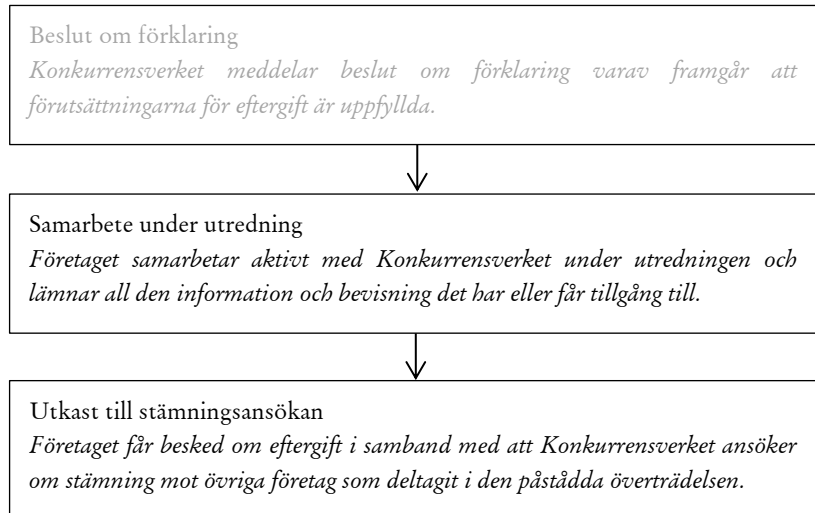 Beslut om förklaring
Konkurrensverket meddelar beslut om förklaring varav framgår att
förutsättningarna för eftergift är uppfyllda.
Samarbete under utredning
Företaget samarbetar aktivt med Konkurrensverket under utredningen och
lämnar all den information och bevisning det har eller får tillgång till.
Utkast till stämningsansökan
Företaget får besked om eftergift i samband med att Konkurrensverket ansöker
om stämning mot övriga företag som deltagit i den påstådda överträdelsen.